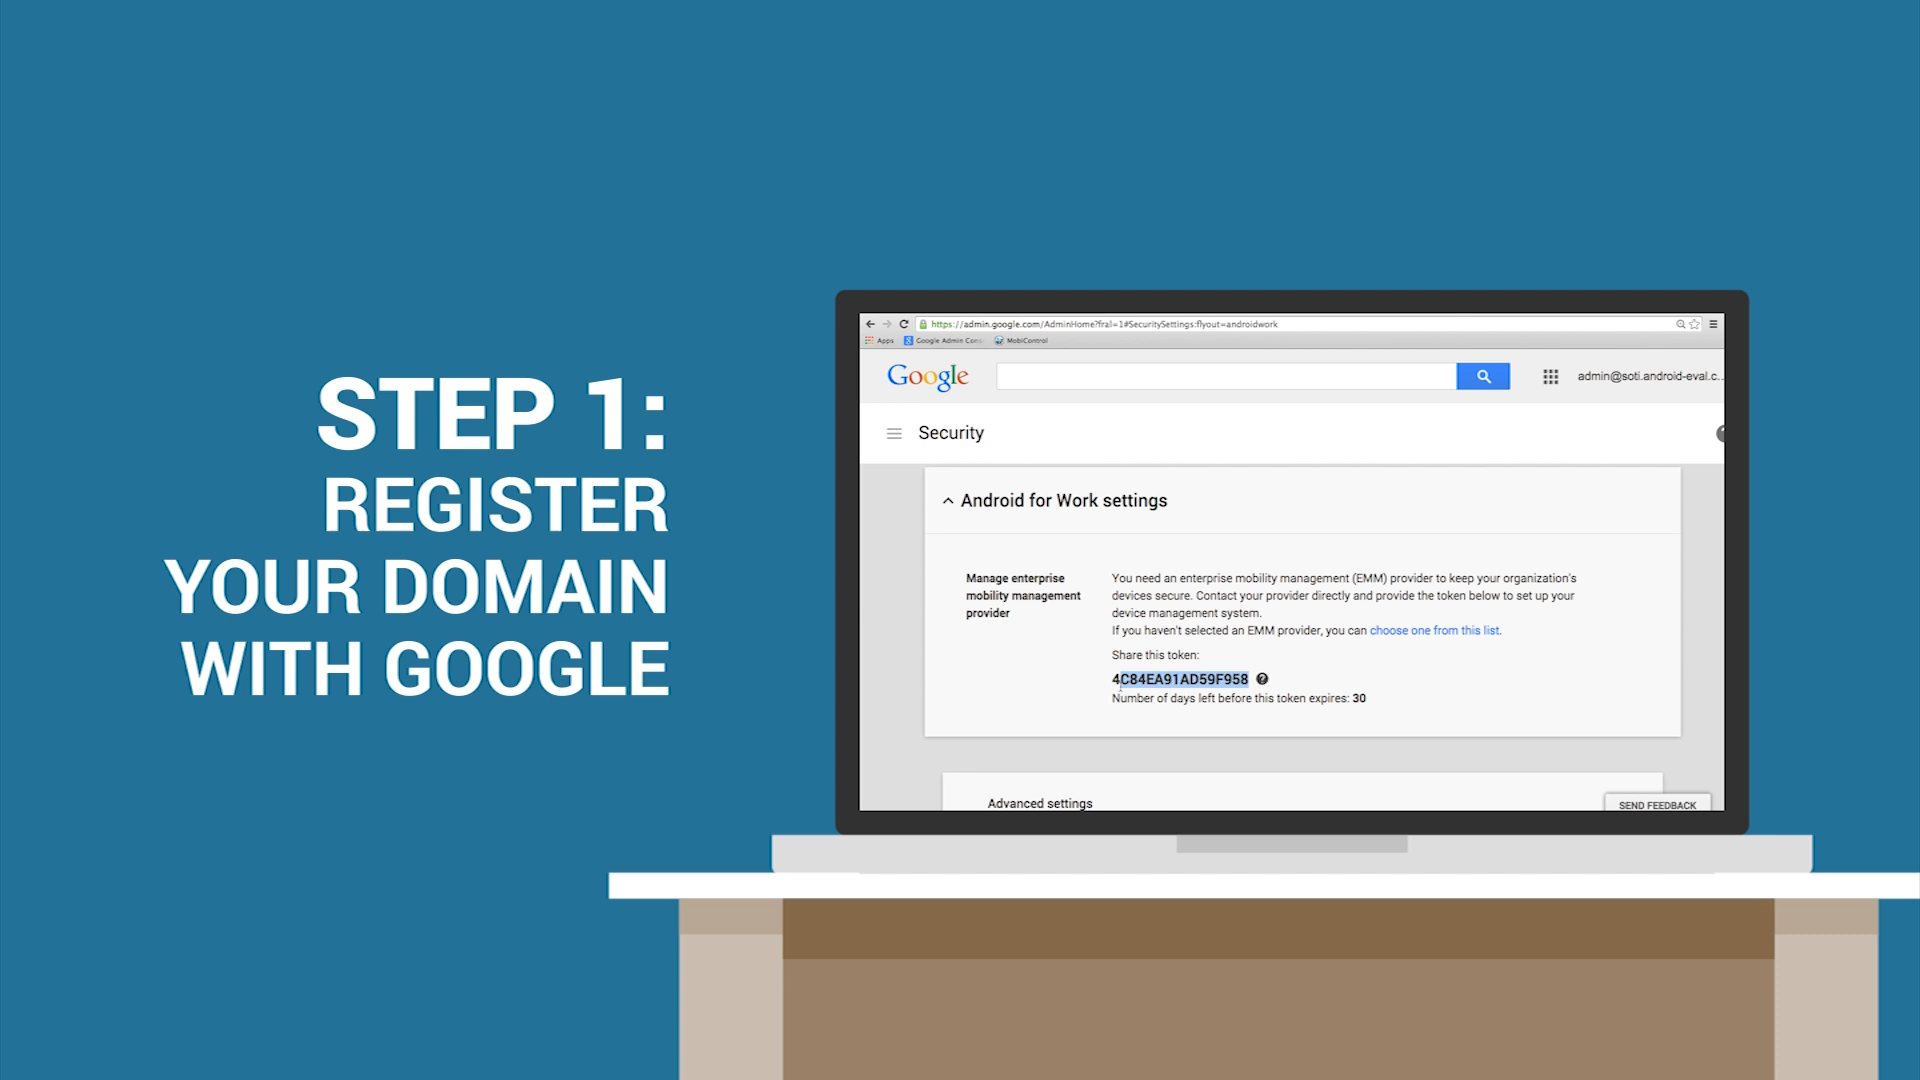 STEP 1:
REGISTER
YOUR DOMAIN
WITH GOOGLE
https://admin.google.com/AdminHome?fral=1#SecuritySettings:flyout=androidwork
Apps
Google Admin Cons
MobiControl
Google
admin@soti.android-eval.c...
Security
Android for Work settings
Manage enterprise
mobility management
provider
You need an enterprise mobility management (EMM) provider to keep your organization's
devices secure. Contact your provider directly and provide the token below to set up your
device management system.
If you haven't selected an EMM provider, you can choose one from this list.
Share this token:
4C84EA91AD59F958 ?
Number of days left before this token expires: 30
Advanced settings
SEND FEEDBACK